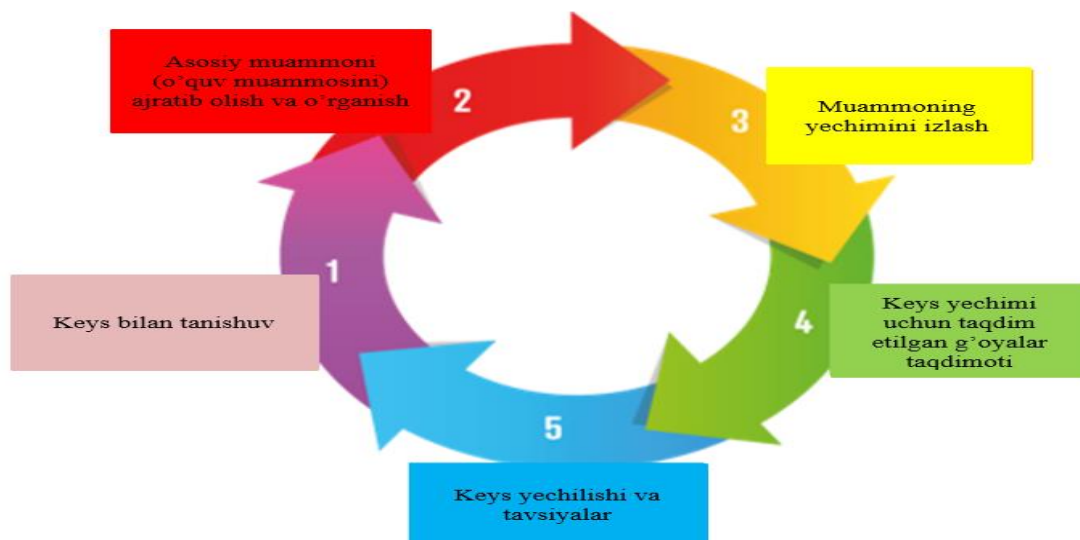 1
Keys bilan tanishuv
2
Asosiy muammoni
(o’quv muammosini)
ajratib olish va o’rganish
3
Muammoning
yechimini izlash
4
Keys yechimi
uchun taqdim
etilgan g’oyalar
taqdimoti
5
Keys yechilishi va
tavsiyalar